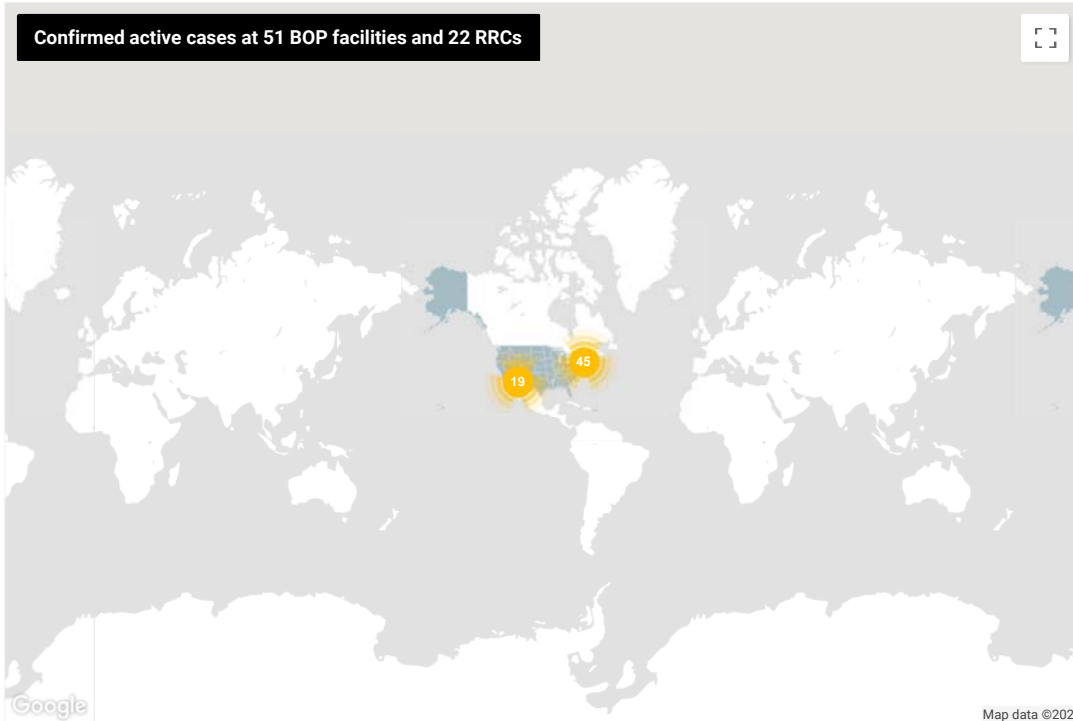 Confirmed active cases at 51 BOP facilities and 22 RRCs
45
19
Google
Map data ©202